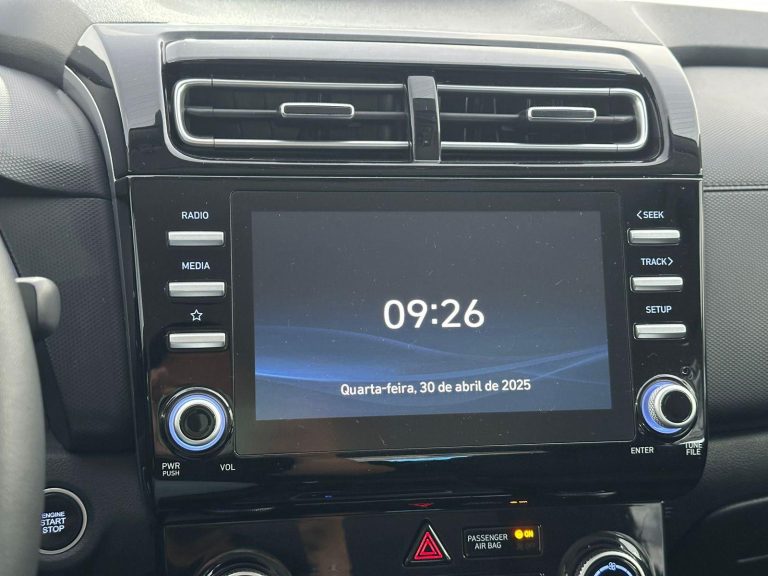 RADIO
MEDIA
<SEEK
TRACK>
SETUP
09:26
Quarta-feira, 30 de abril de 2025
PWR
PUSH
VOL
ENTER
TUNE
FILE
ENGINE
START
STOP
PASSENGER
AIR BAG
ON